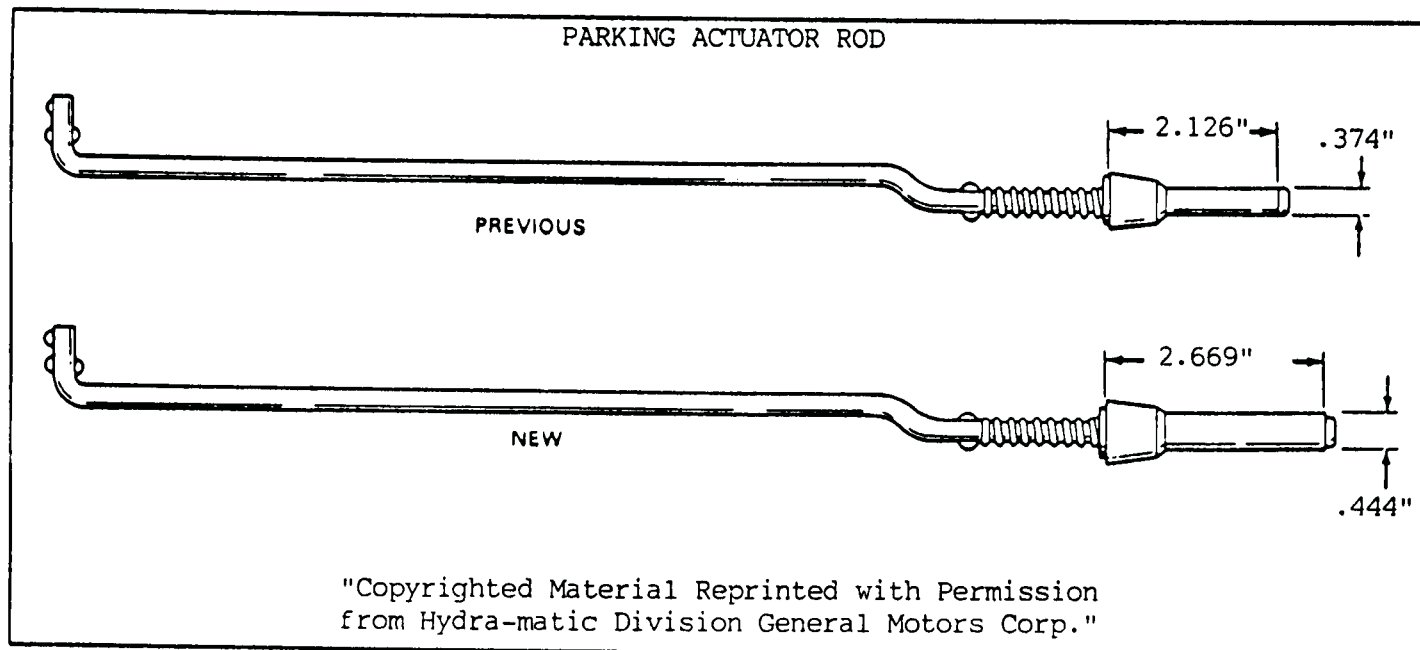 PARKING ACTUATOR ROD
2.126"
.374"
PREVIOUS
2.669"
NEW
.444"
"Copyrighted Material Reprinted with Permission
from Hydra-matic Division General Motors Corp."